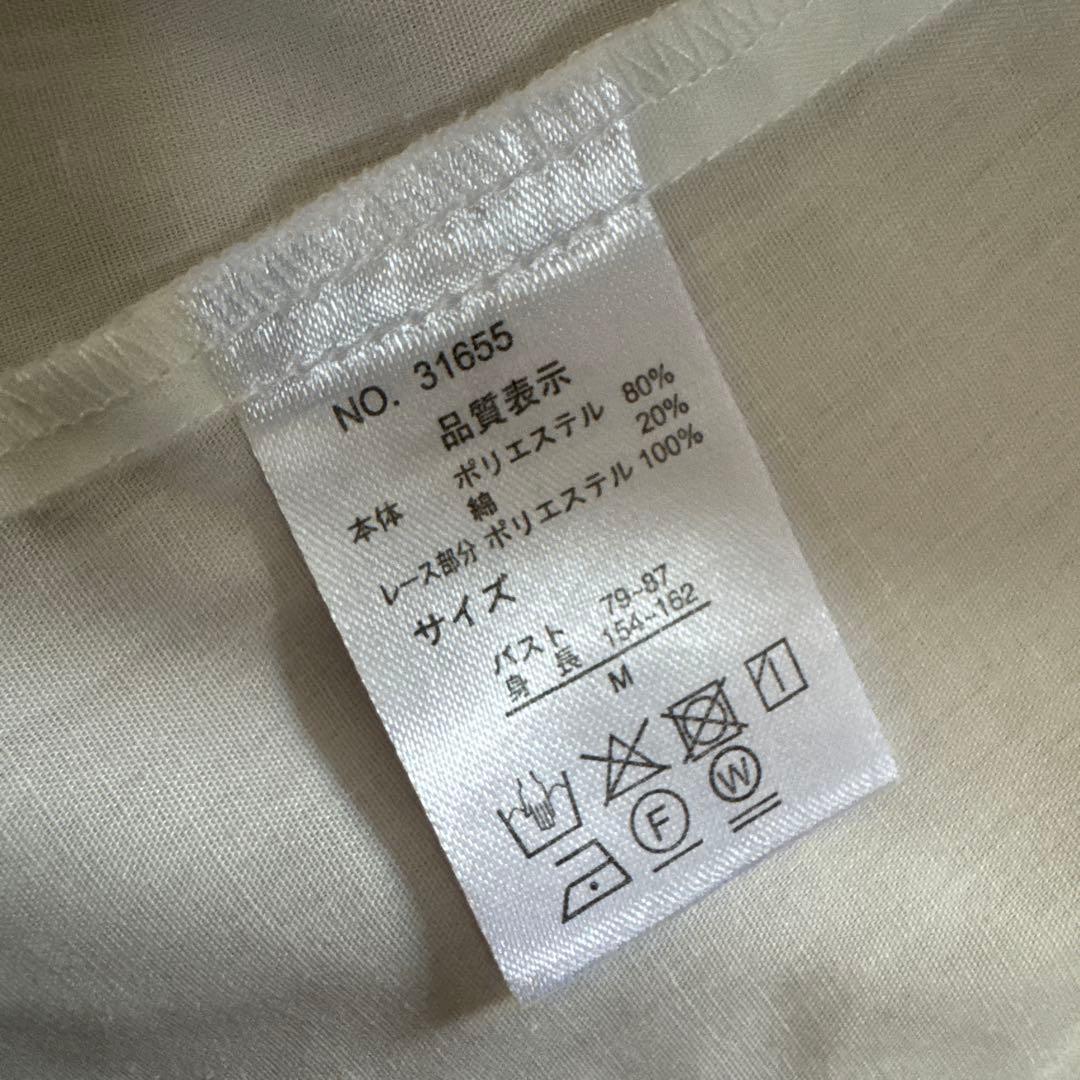 NO. 31655
品質表示
本体 ポリエステル 80%
綿 20%
レース部分 ポリエステル 100%
サイズ
バスト 79~87
身長 154~162
M
F W